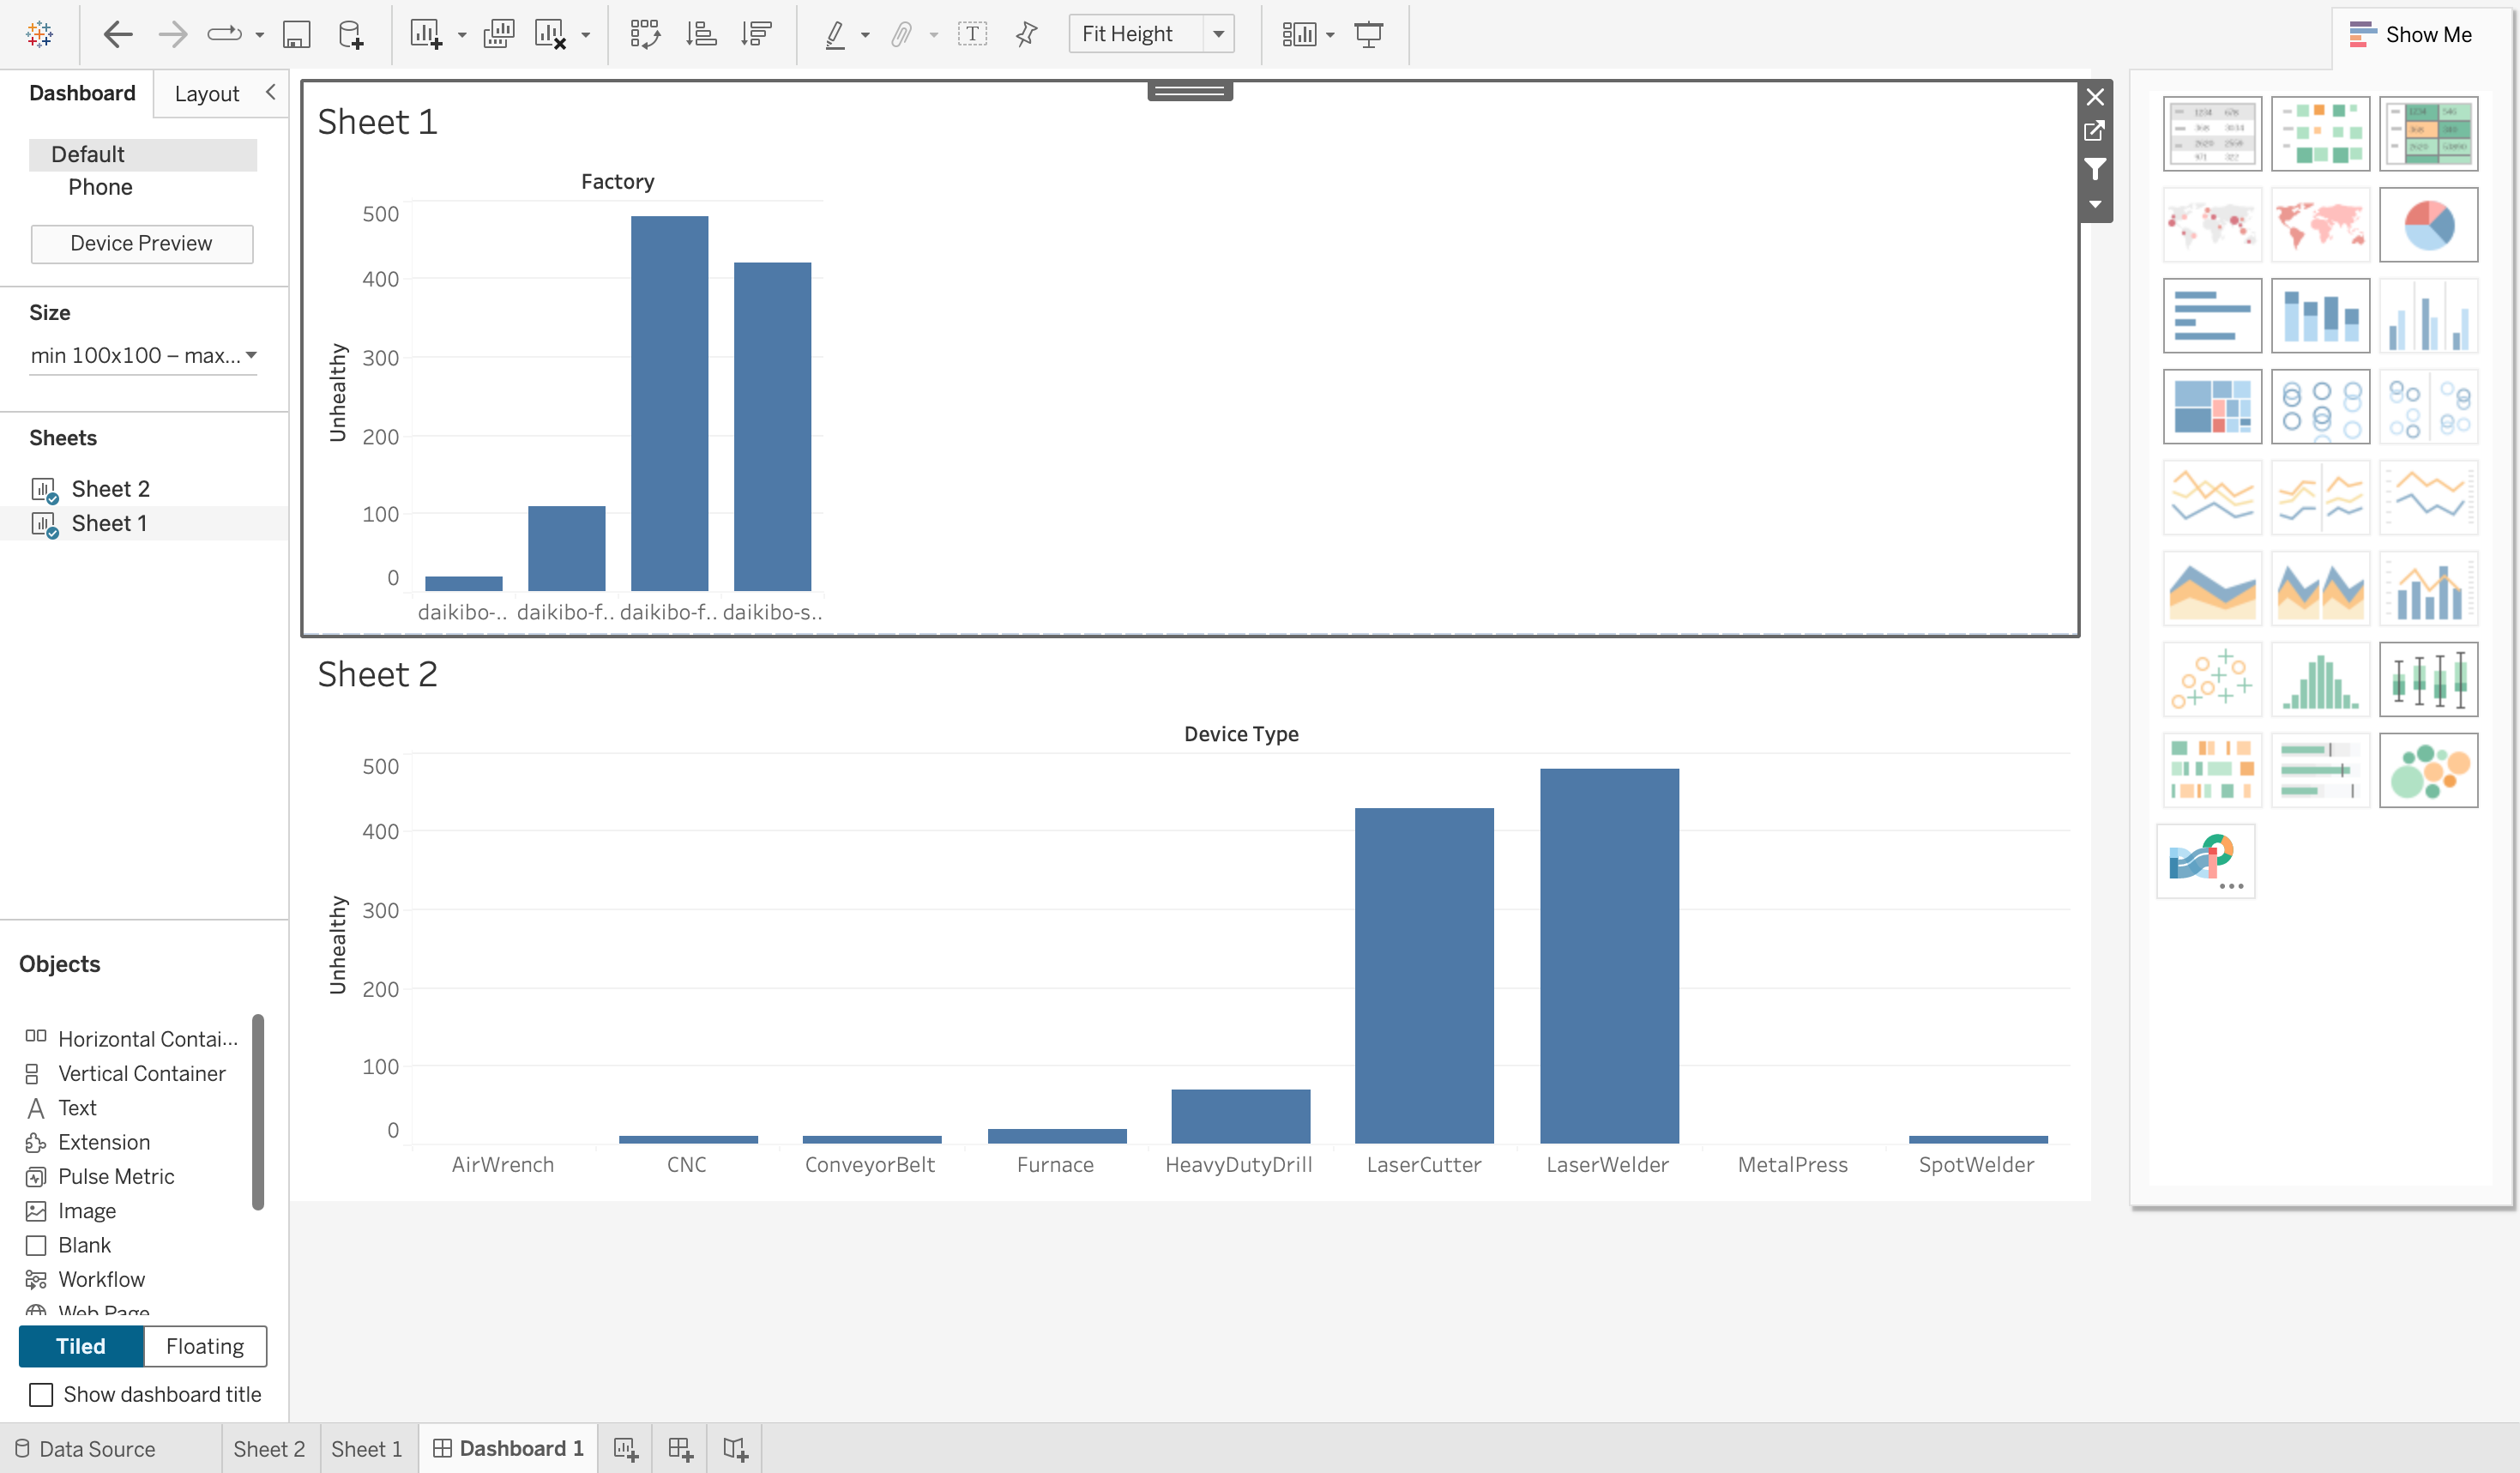 Fit Height
Show Me
Dashboard
Layout
Default
Phone
Device Preview
Size
min 100x100 – max...
Sheets
Sheet 2
Sheet 1
Objects
Horizontal Contai...
Vertical Container
Text
Extension
Pulse Metric
Image
Blank
Workflow
Web Page
Tiled
Floating
Show dashboard title
Sheet 1
Factory
Unhealthy
500
400
300
200
100
0
daikibo-.. daikibo-f.. daikibo-f.. daikibo-s..
Sheet 2
Device Type
Unhealthy
500
400
300
200
100
0
AirWrench CNC ConveyorBelt Furnace HeavyDutyDrill LaserCutter LaserWelder MetalPress SpotWelder
Data Source Sheet 2 Sheet 1 Dashboard 1